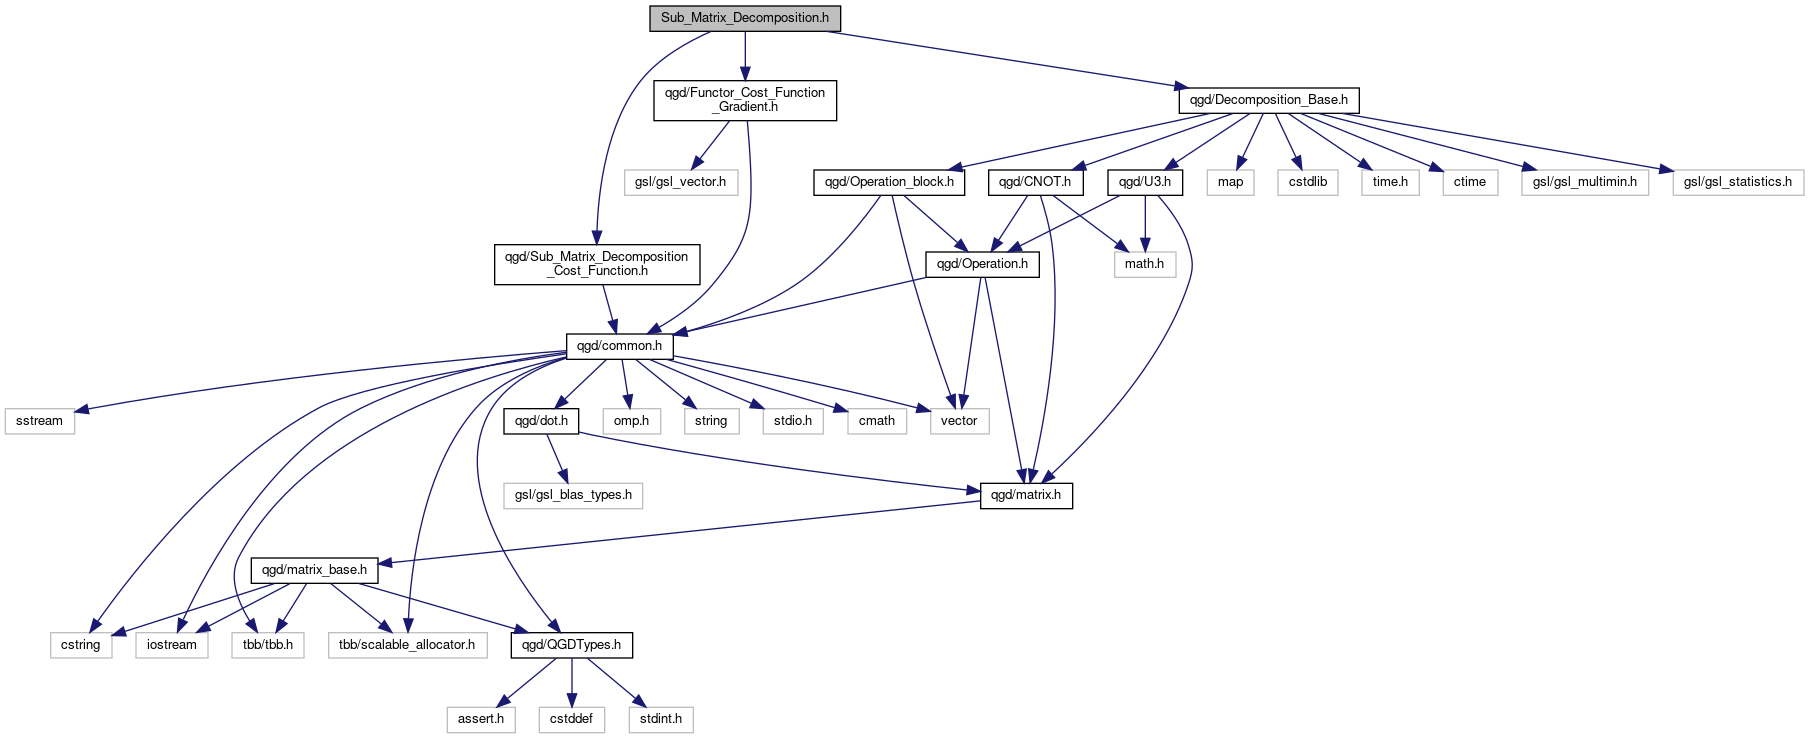 Sub_Matrix_Decomposition.h
qgd/Functor_Cost_Function
_Gradient.h
qgd/Decomposition_Base.h
gsl/gsl_vector.h
qgd/Operation_block.h
qgd/CNOT.h
qgd/U3.h
map
cstdlib
time.h
ctime
gsl/gsl_multimin.h
gsl/gsl_statistics.h
qgd/Sub_Matrix_Decomposition
_Cost_Function.h
qgd/Operation.h
math.h
qgd/common.h
sstream
qgd/dot.h
omp.h
string
stdio.h
cmath
vector
gsl/gsl_blas_types.h
qgd/matrix.h
qgd/matrix_base.h
cstring
iostream
tbb/tbb.h
tbb/scalable_allocator.h
qgd/QGDTypes.h
assert.h
cstddef
stdint.h